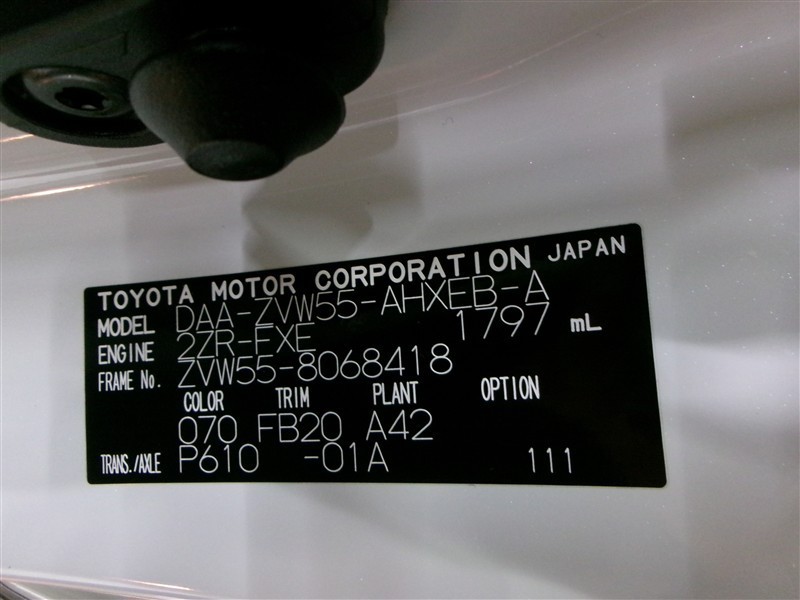 TOYOTA MOTOR CORPORATION JAPAN
MODEL DAA-ZVW55-AHXEB-A
ENGINE 2ZR-FXE 1797 mL
FRAME No. ZVW55-8068418
COLOR TRIM PLANT OPTION
070 FB20 A42
TRANS./AXLE P610 -01A 111